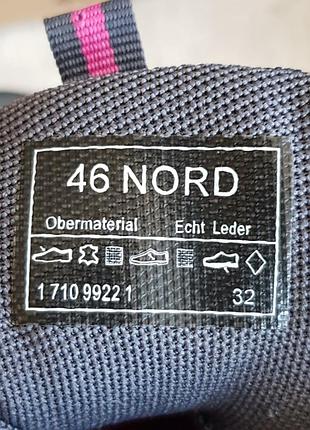 46 NORD
Obermaterial Echt Leder
1 710 9922 1 32